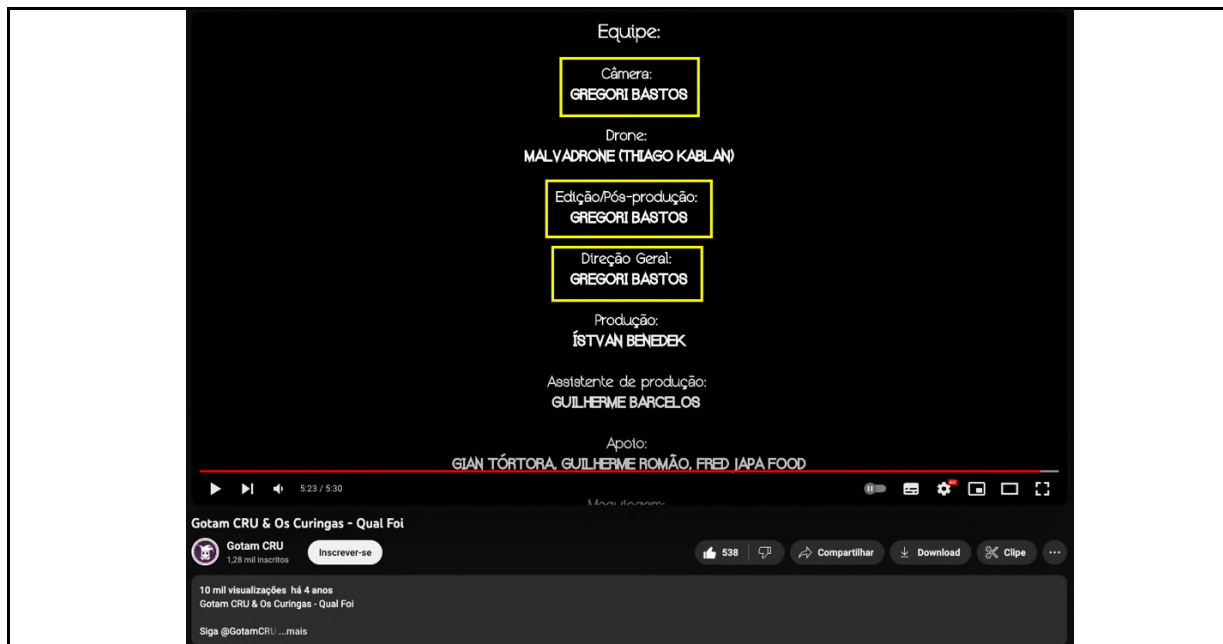 Equipe:
Câmera:
GREGORI BASTOS
Drone:
MALVADRONE (THIAGO KABLAN)
Edição/Pós-produção:
GREGORI BASTOS
Direção Geral:
GREGORI BASTOS
Produção:
ÍSTVAN BENEDEK
Assistente de produção:
GUILHERME BARCELOS
Apoio:
GIAN TÓRTORA, GUILHERME ROMÃO, FRED JAPA FOOD
Maquiagem:
5:23 / 5:30
Gotam CRU & Os Curingas - Qual Foi
Gotam CRU
1,28 mil inscritos
Inscrever-se
538
Compartilhar
Download
Clipe
10 mil visualizações há 4 anos
Gotam CRU & Os Curingas - Qual Foi
Siga @GotamCRU ...mais